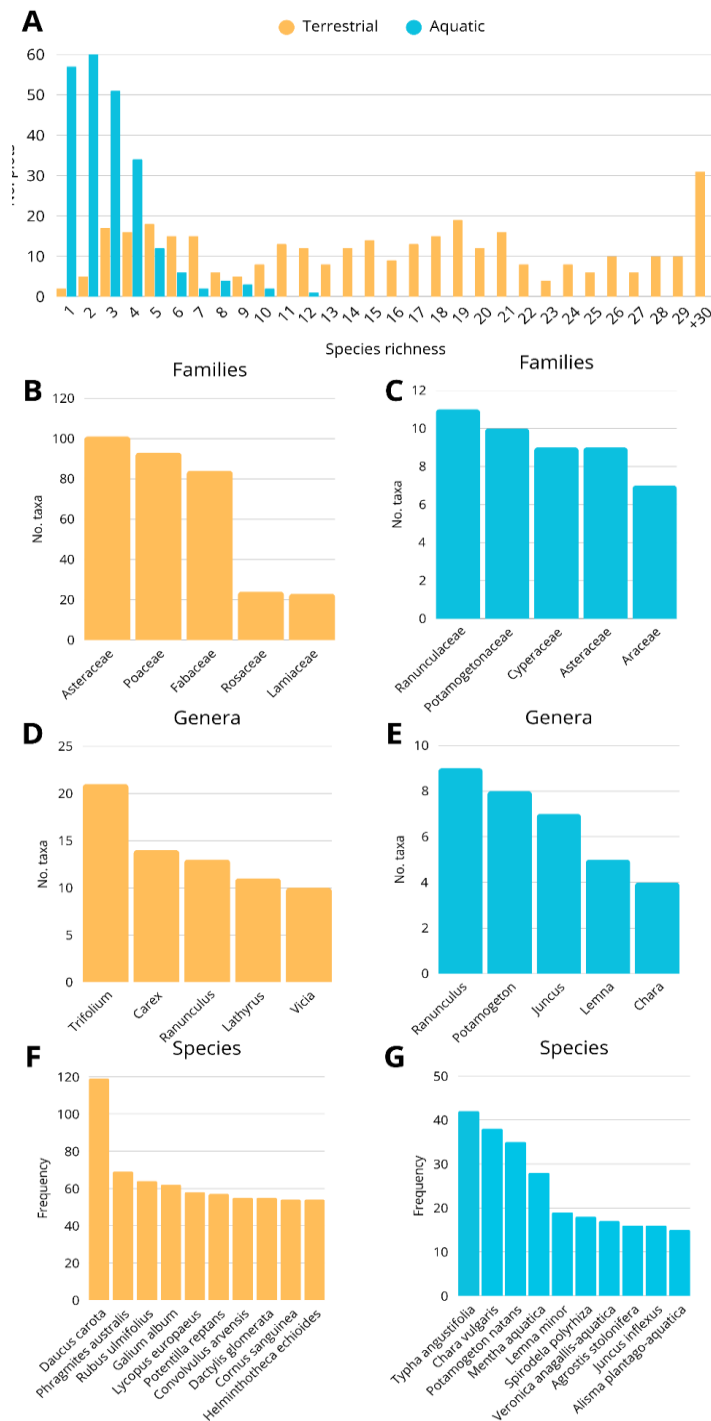 A
Terrestrial Aquatic
60
50
40
30
20
10
0
1 2 3 4 5 6 7 8 9 10 11 12 13 14 15 16 17 18 19 20 21 22 23 24 25 26 27 28 29 +30
Species richness
B
Families
120
100
80
60
40
20
0
No. taxa
Asteraceae Poaceae Fabaceae Rosaceae Lamiaceae
C
Families
12
10
8
6
4
2
0
No. taxa
Ranunculaceae Potamogetonaceae Cyperaceae Asteraceae Araceae
D
Genera
25
20
15
10
5
0
No. taxa
Trifolium Carex Ranunculus Lathyrus Vicia
E
Genera
10
8
6
4
2
0
No. taxa
Ranunculus Potamogeton Juncus Lemna Chara
F
Species
120
100
80
60
40
20
0
Frequency
Daucus carota
Phragmites australis
Rubus ulmifolius
Galium album
Lycopus europaeus
Potentilla reptans
Convolvulus arvensis
Dactylis glomerata
Cornus sanguinea
Helminthotheca echioides
G
Species
50
40
30
20
10
0
Frequency
Typha angustifolia
Chara vulgaris
Potamogeton natans
Mentha aquatica
Lemna minor
Spirodela polyrhiza
Veronica anagallis-aquatica
Agrostis stolonifera
Juncus inflexus
Alisma plantago-aquatica